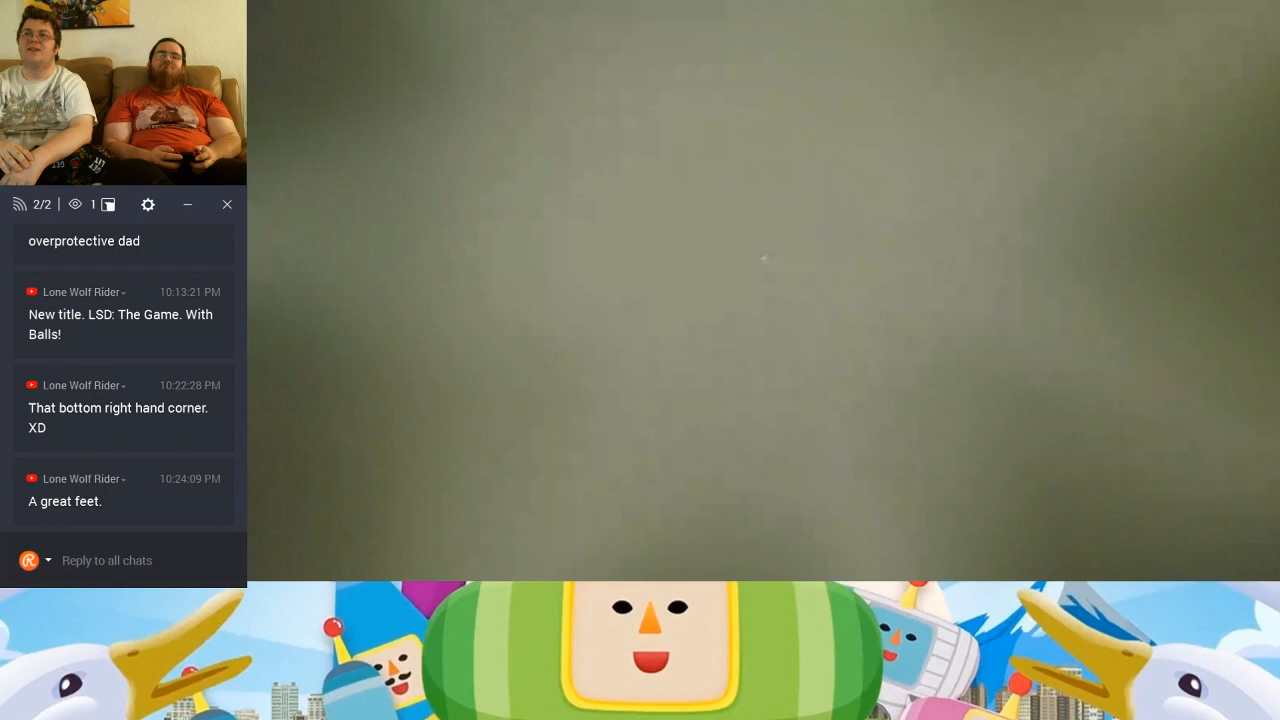 2/2 | 1
overprotective dad
Lone Wolf Rider 10:13:21 PM
New title. LSD: The Game. With
Balls!
Lone Wolf Rider 10:22:28 PM
That bottom right hand corner.
XD
Lone Wolf Rider 10:24:09 PM
A great feet.
Reply to all chats